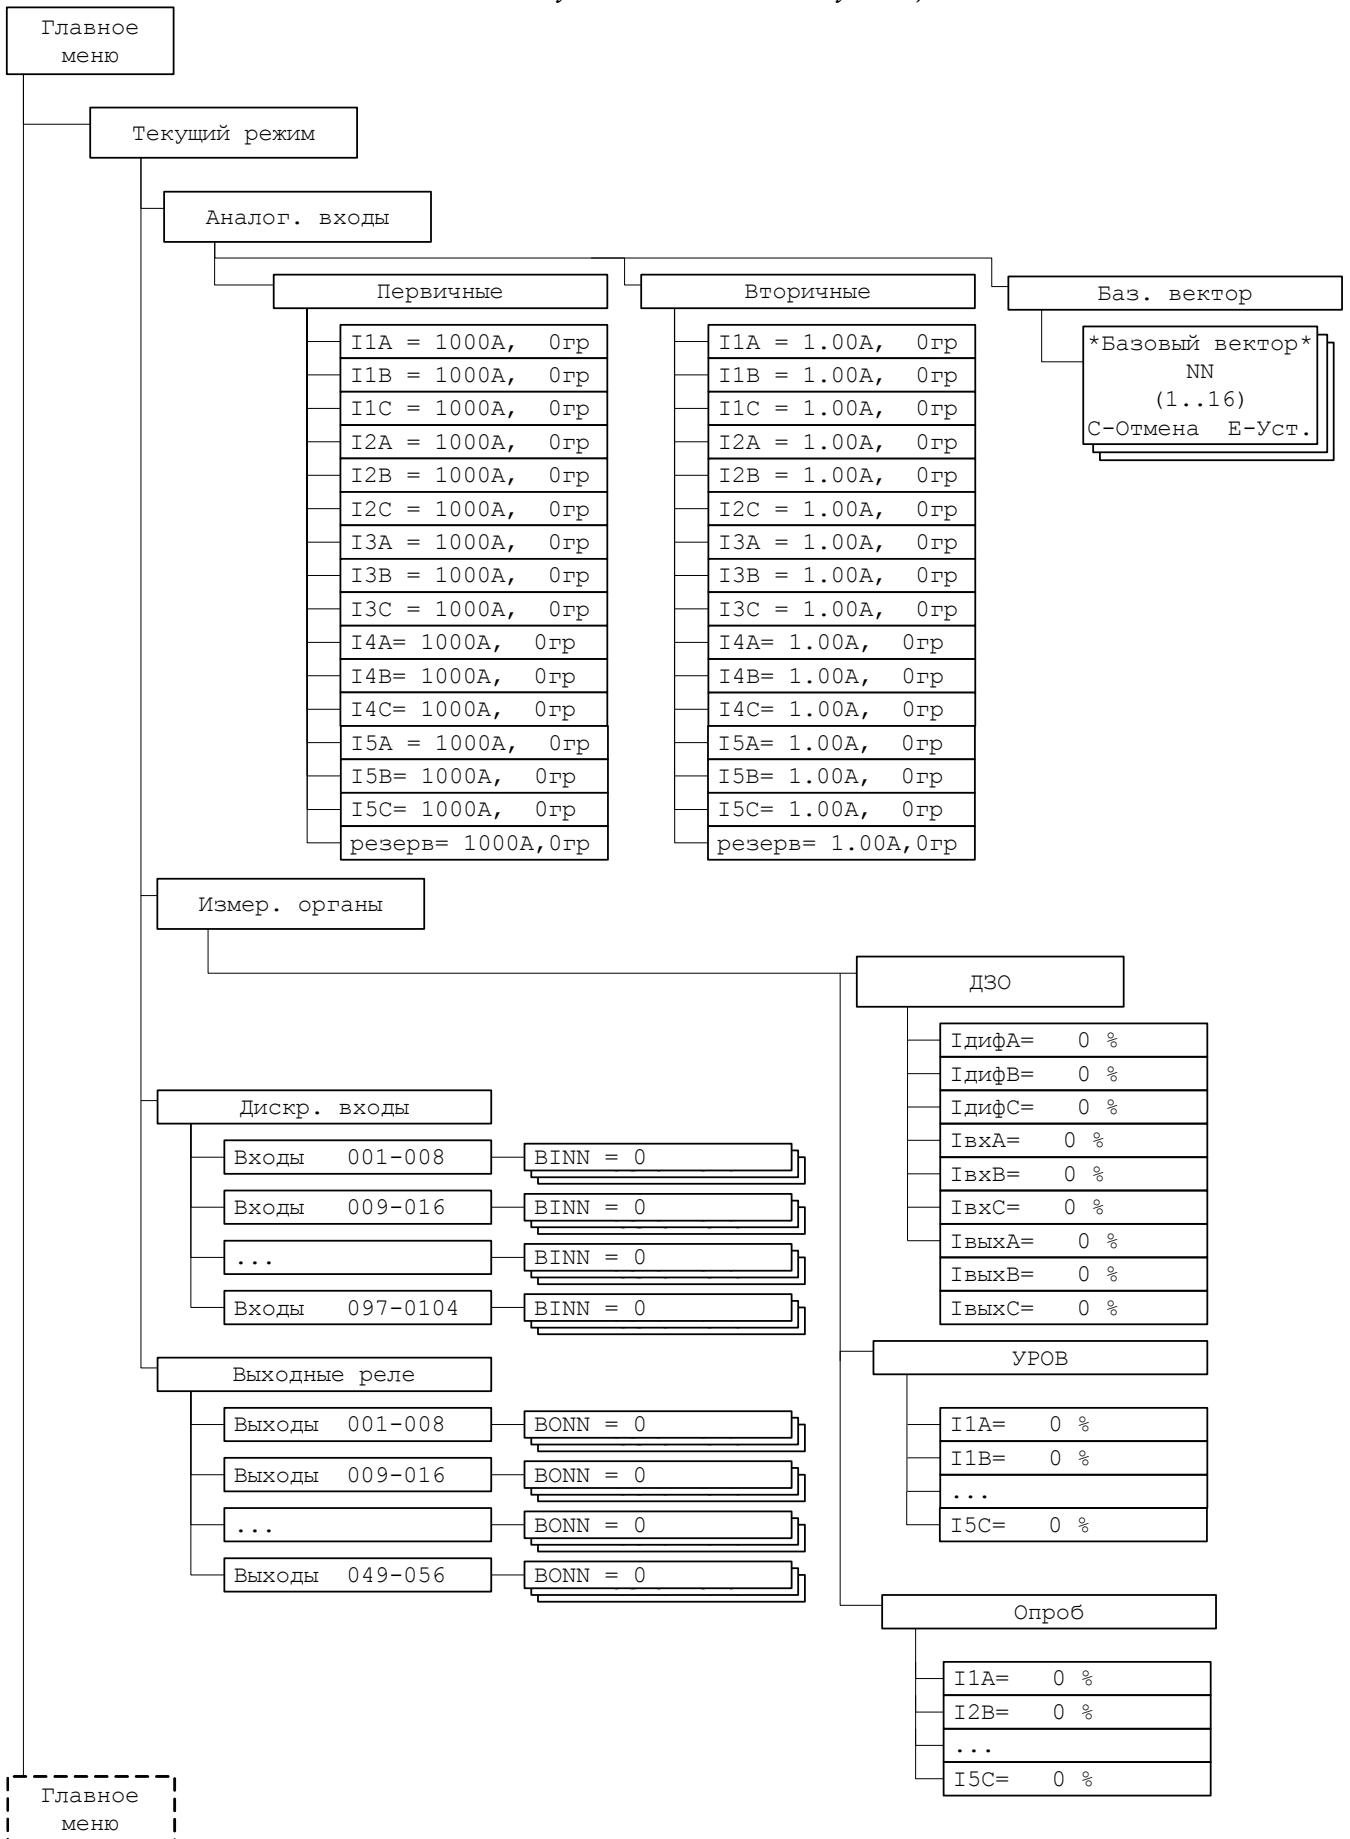 Главное
меню
Текущий режим
Аналог. входы
Первичные
I1A = 1000A, 0гр
I1B = 1000A, 0гр
I1C = 1000A, 0гр
I2A = 1000A, 0гр
I2B = 1000A, 0гр
I2C = 1000A, 0гр
I3A = 1000A, 0гр
I3B = 1000A, 0гр
I3C = 1000A, 0гр
I4A= 1000A, 0гр
I4B= 1000A, 0гр
I4C= 1000A, 0гр
I5A = 1000A, 0гр
I5B= 1000A, 0гр
I5C= 1000A, 0гр
резерв= 1000A,0гр
Вторичные
I1A = 1.00A, 0гр
I1B = 1.00A, 0гр
I1C = 1.00A, 0гр
I2A = 1.00A, 0гр
I2B = 1.00A, 0гр
I2C = 1.00A, 0гр
I3A = 1.00A, 0гр
I3B = 1.00A, 0гр
I3C = 1.00A, 0гр
I4A= 1.00A, 0гр
I4B= 1.00A, 0гр
I4C= 1.00A, 0гр
I5A= 1.00A, 0гр
I5B= 1.00A, 0гр
I5C= 1.00A, 0гр
резерв= 1.00A,0гр
Баз. вектор
*Базовый вектор*
NN
(1..16)
С-Отмена E-Уст.
Измер. органы
ДЗО
IдифA= 0 %
IдифB= 0 %
IдифC= 0 %
IвхA= 0 %
IвхB= 0 %
IвхC= 0 %
IвыхA= 0 %
IвыхB= 0 %
IвыхC= 0 %
УРОВ
I1A= 0 %
I1B= 0 %
...
I5C= 0 %
Опроб
I1A= 0 %
I2B= 0 %
...
I5C= 0 %
Дискр. входы
Входы 001-008
BINN = 0
Входы 009-016
BINN = 0
...
BINN = 0
Входы 097-0104
BINN = 0
Выходные реле
Выходы 001-008
BONN = 0
Выходы 009-016
BONN = 0
...
BONN = 0
Выходы 049-056
BONN = 0
Главное
меню